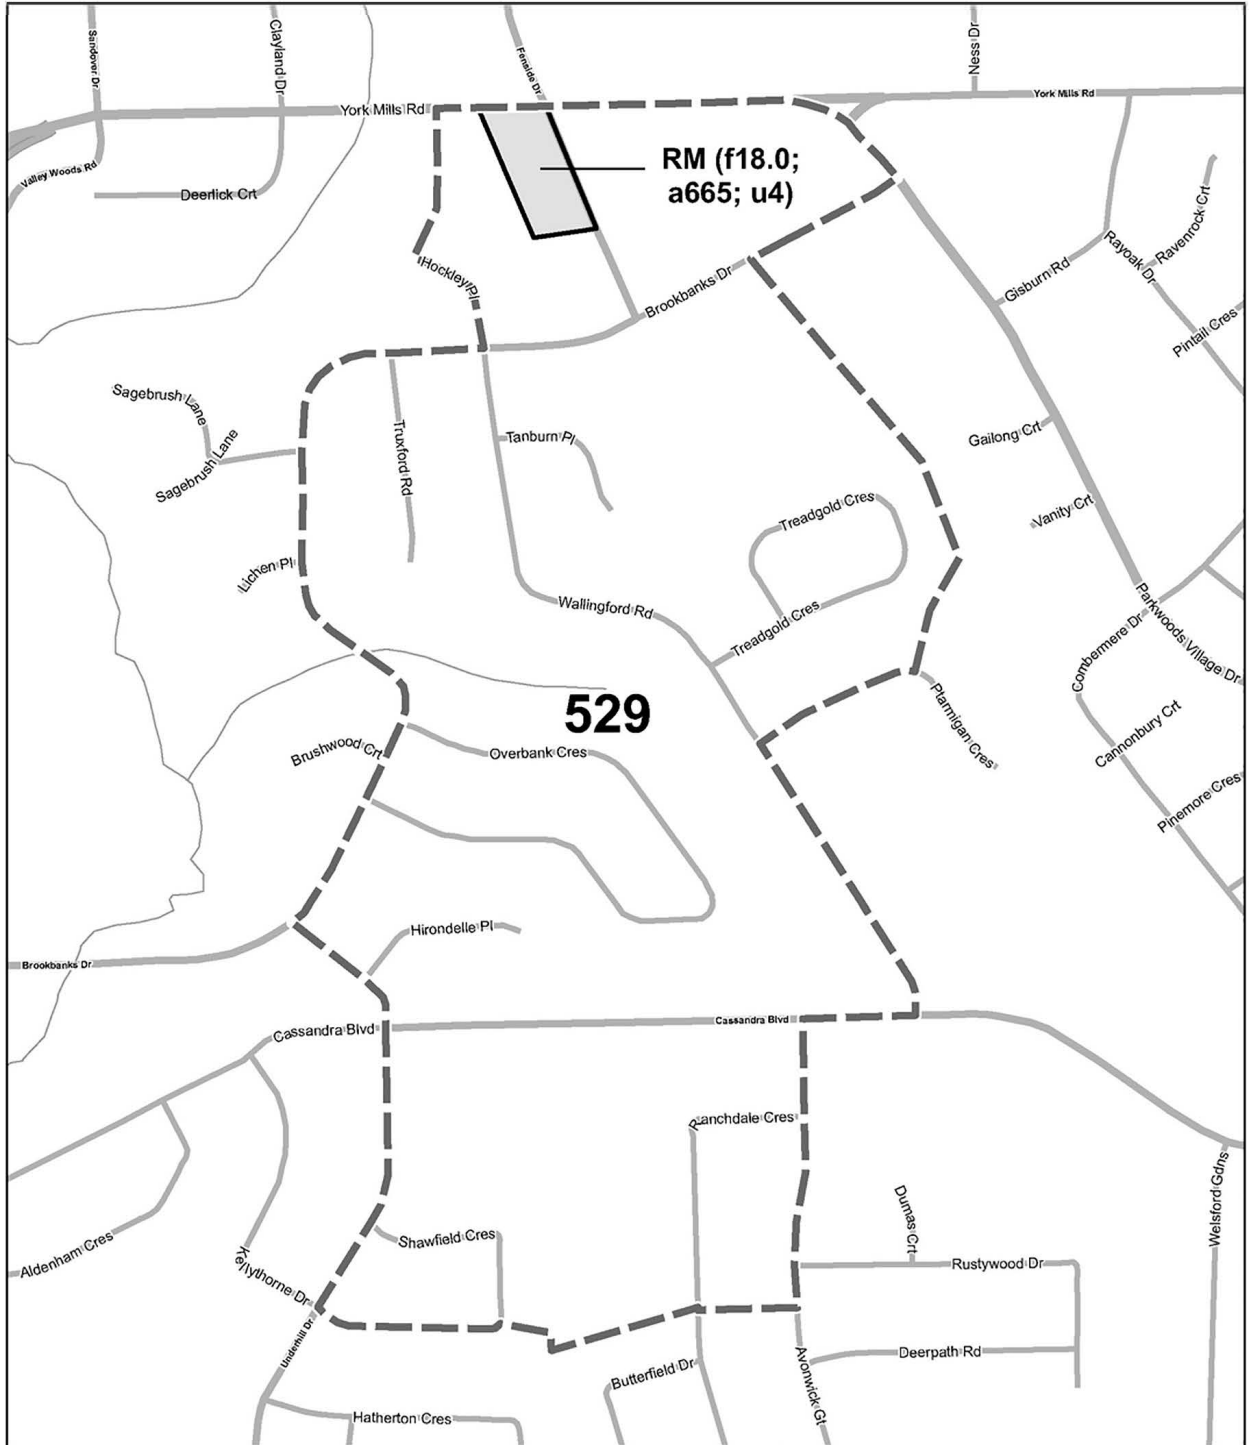 Sandover Dr
Clayland Dr
Fenside Dr
Ness Dr
York Mills Rd
York Mills Rd
Valley Woods Rd
Deerlick Crt
RM (f18.0;
a665; u4)
Ravenrock Crt
Rayoak Dr
Hockley Pl
Gisburn Rd
Brookbanks Dr
Pintail Cres
Sagebrush Lane
Sagebrush Lane
Truxford Rd
Tanburn Pl
Gailong Crt
Treadgold Cres
Vanity Crt
Lichen Pl
Wallingford Rd
Treadgold Cres
Parkwoods Village Dr
Combermere Dr
529
Ptarmigan Cres
Cannonbury Crt
Brushwood Crt
Overbank Cres
Pinemore Cres
Hirondelle Pl
Brookbanks Dr
Cassandra Blvd
Cassandra Blvd
Ranchdale Cres
Welsford Gdns
Dumas Crt
Shawfield Cres
Aldenham Cres
Kellythorne Dr
Rustywood Dr
Underhill Dr
Deerpath Rd
Avonwick Gt
Butterfield Dr
Hatherton Cres